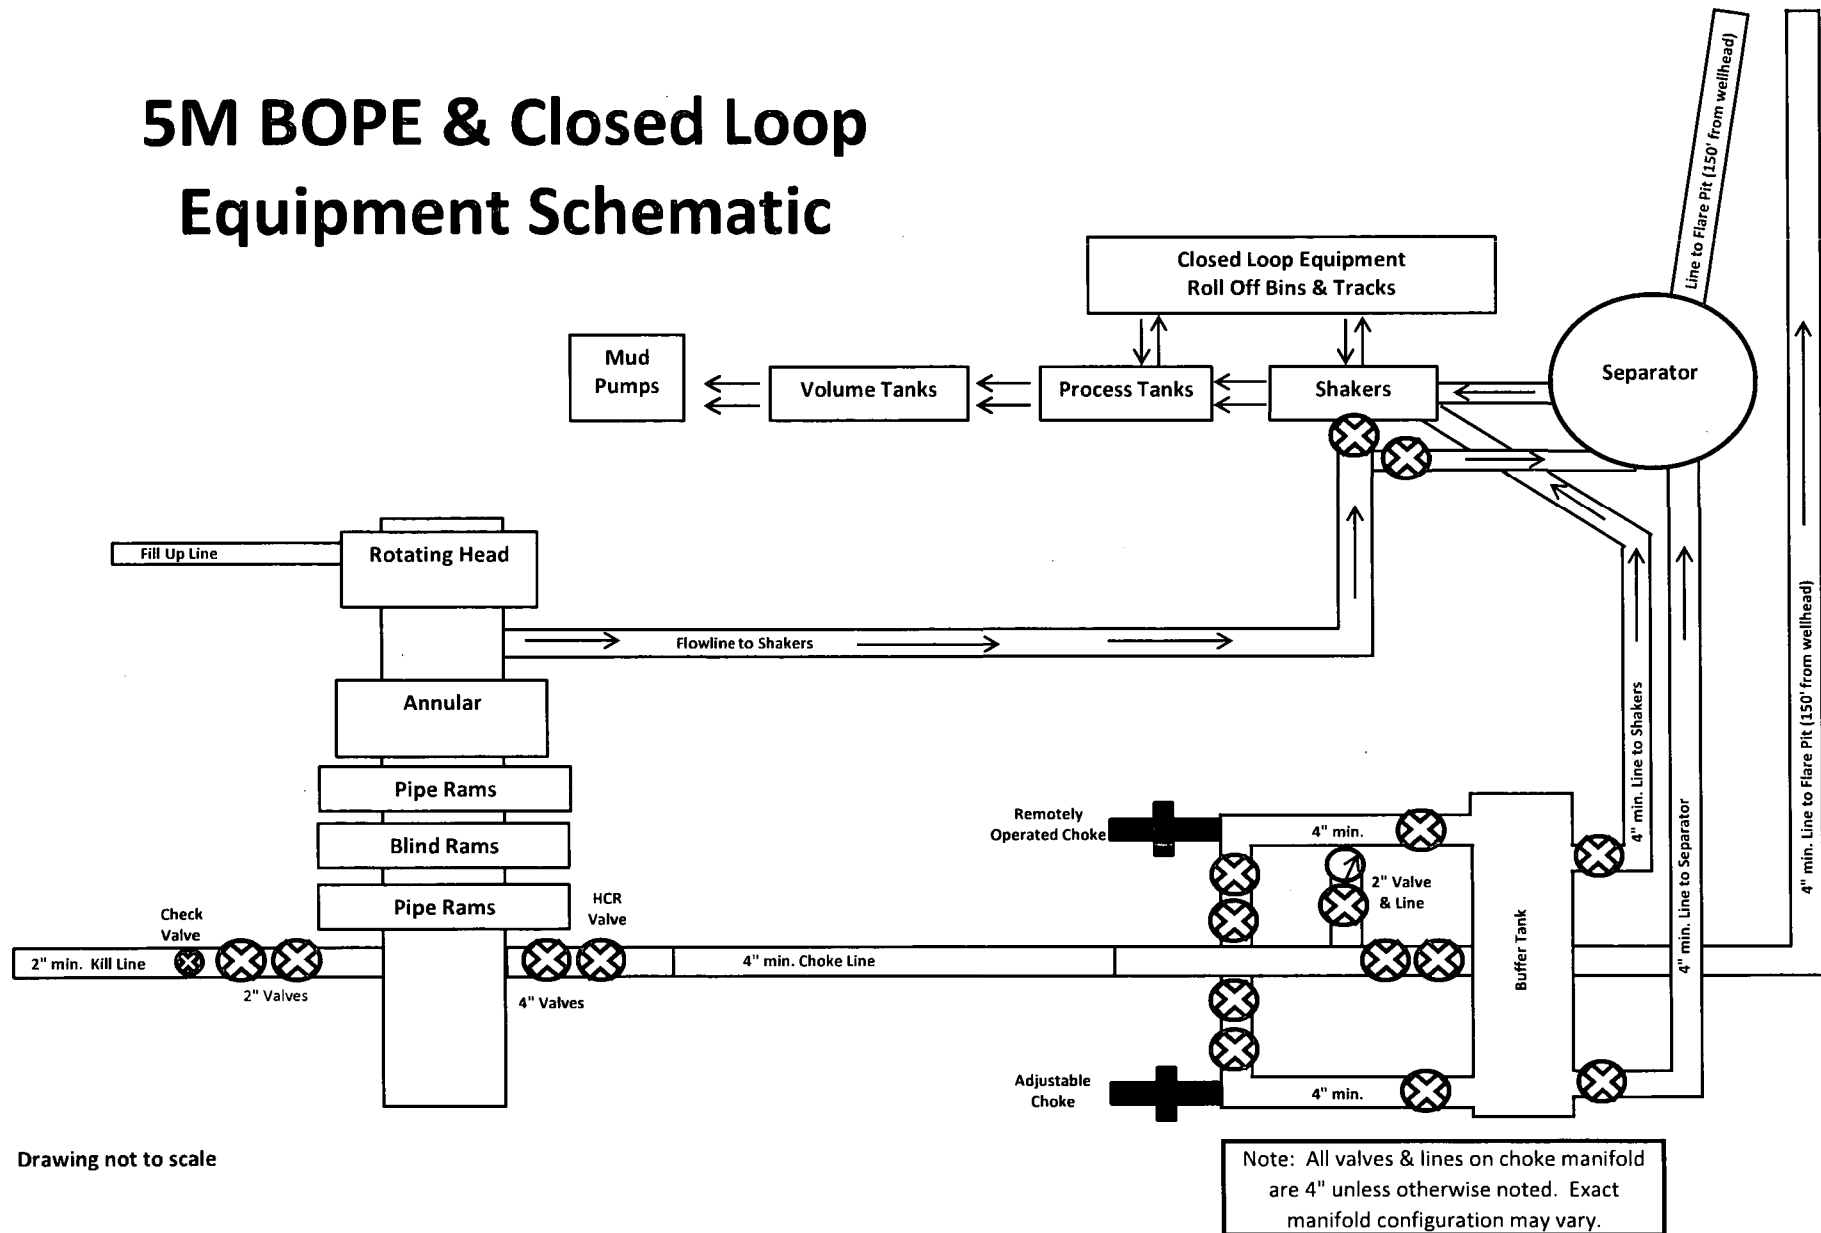 5M BOPE & Closed Loop
Equipment Schematic
Line to Flare Pit (150' from wellhead)
Closed Loop Equipment
Roll Off Bins & Tracks
Mud
Pumps
Volume Tanks
Process Tanks
Shakers
Separator
Fill Up Line
Rotating Head
Flowline to Shakers
Annular
Pipe Rams
Blind Rams
Pipe Rams
Check
Valve
HCR
Valve
2" min. Kill Line
2" Valves
4" Valves
4" min. Choke Line
Remotely
Operated Choke
4" min.
2" Valve
& Line
Buffer Tank
Adjustable
Choke
4" min.
4" min. Line to Shakers
4" min. Line to Separator
4" min. Line to Flare Pit (150' from wellhead)
Drawing not to scale
Note: All valves & lines on choke manifold
are 4" unless otherwise noted. Exact
manifold configuration may vary.